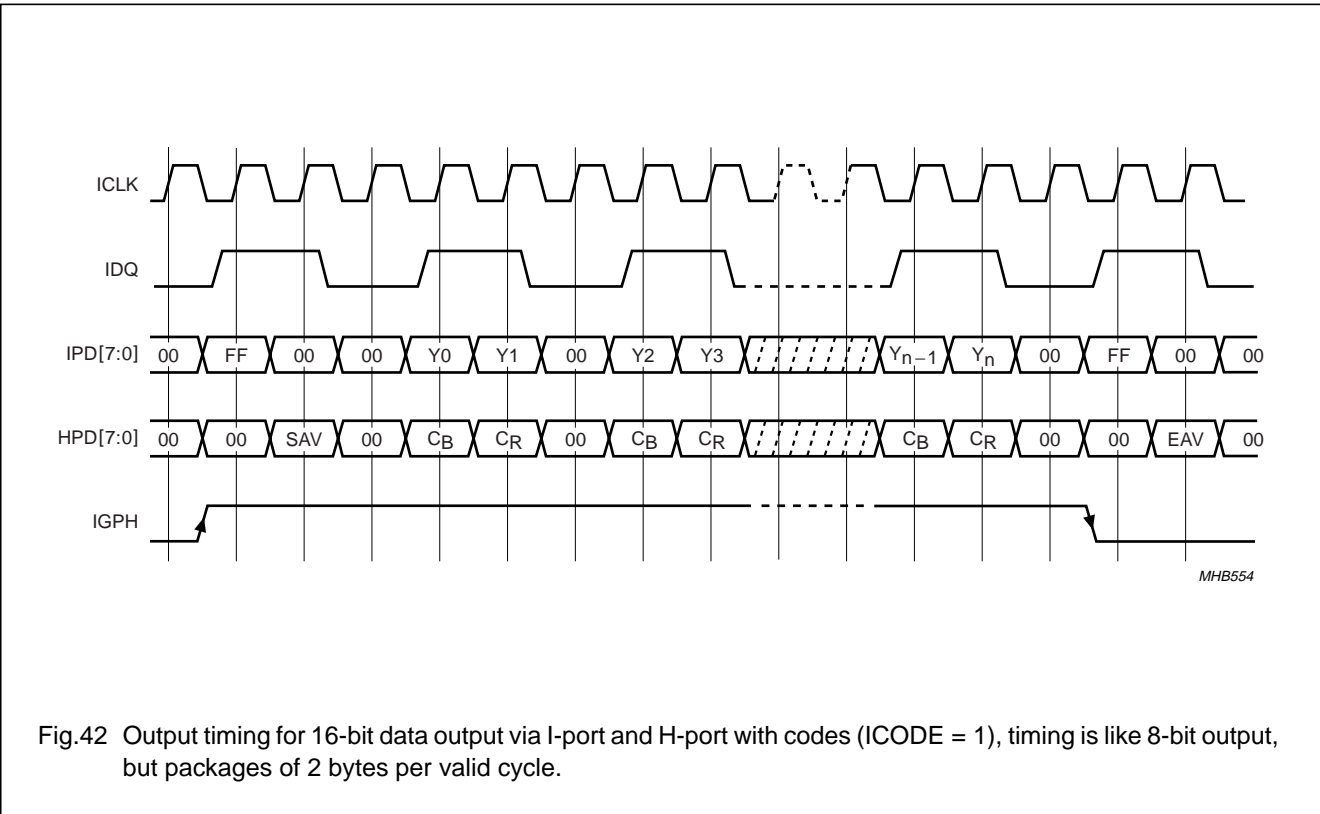 ICLK
IDQ
IPD[7:0] 00 FF 00 00 Y0 Y1 00 Y2 Y3 Yn–1 Yn 00 FF 00 00
HPD[7:0] 00 00 SAV 00 CB CR 00 CB CR CB CR 00 00 EAV 00
IGPH
MHB554
Fig.42 Output timing for 16-bit data output via I-port and H-port with codes (ICODE = 1), timing is like 8-bit output,
but packages of 2 bytes per valid cycle.